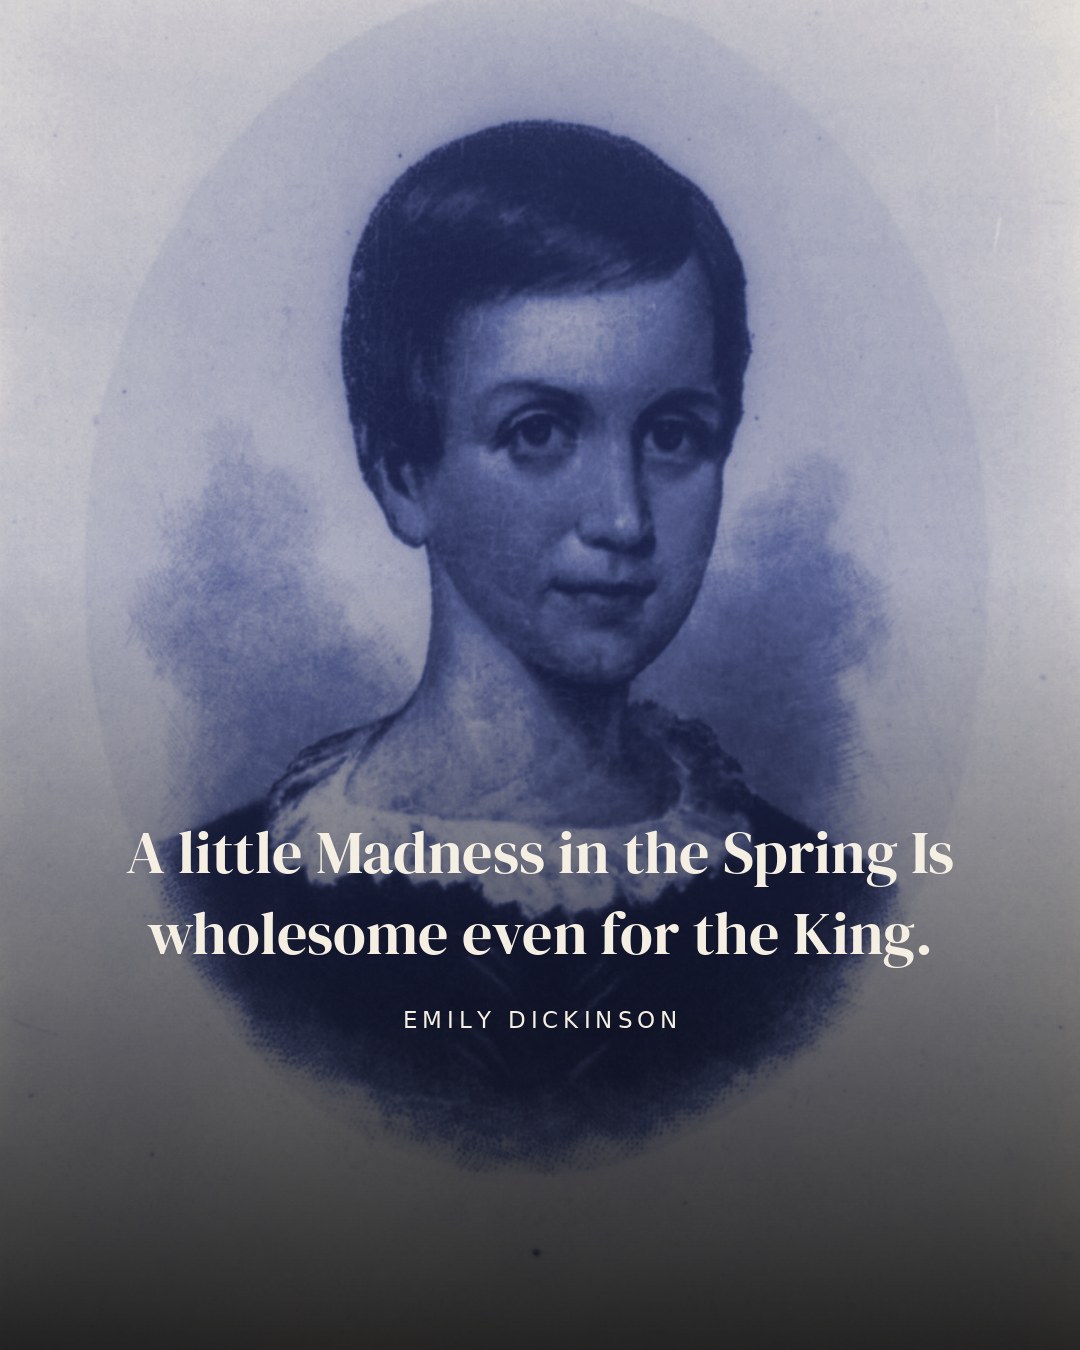 A little Madness in the Spring Is
wholesome even for the King.
EMILY DICKINSON